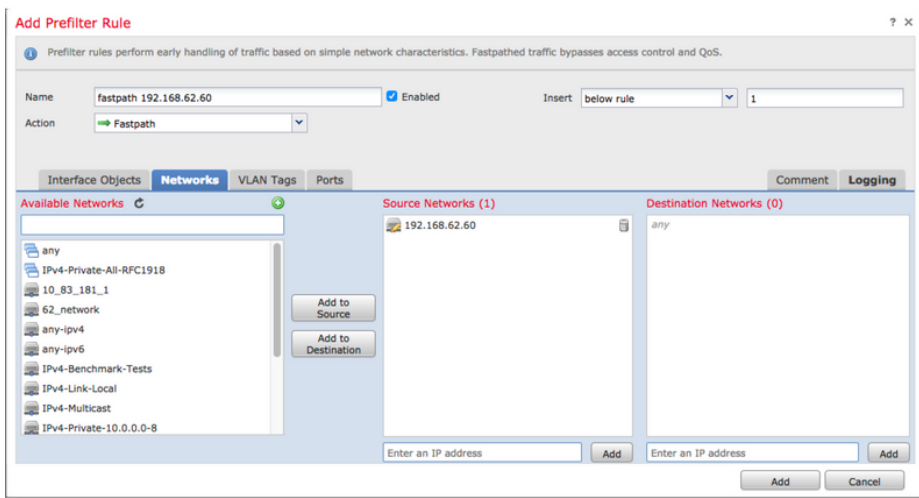 Add Prefilter Rule
? ×
Prefilter rules perform early handling of traffic based on simple network characteristics. Fastpathed traffic bypasses access control and QoS.
Name fastpath 192.168.62.60 Enabled Insert below rule 1
Action Fastpath
Interface Objects Networks VLAN Tags Ports Comment Logging
Available Networks
Source Networks (1)
Destination Networks (0)
any
IPv4-Private-All-RFC1918
10_83_181_1
62_network
any-ipv4
any-ipv6
IPv4-Benchmark-Tests
IPv4-Link-Local
IPv4-Multicast
IPv4-Private-10.0.0.0-8
Add to
Source
Add to
Destination
192.168.62.60
any
Enter an IP address Add
Enter an IP address Add
Add Cancel